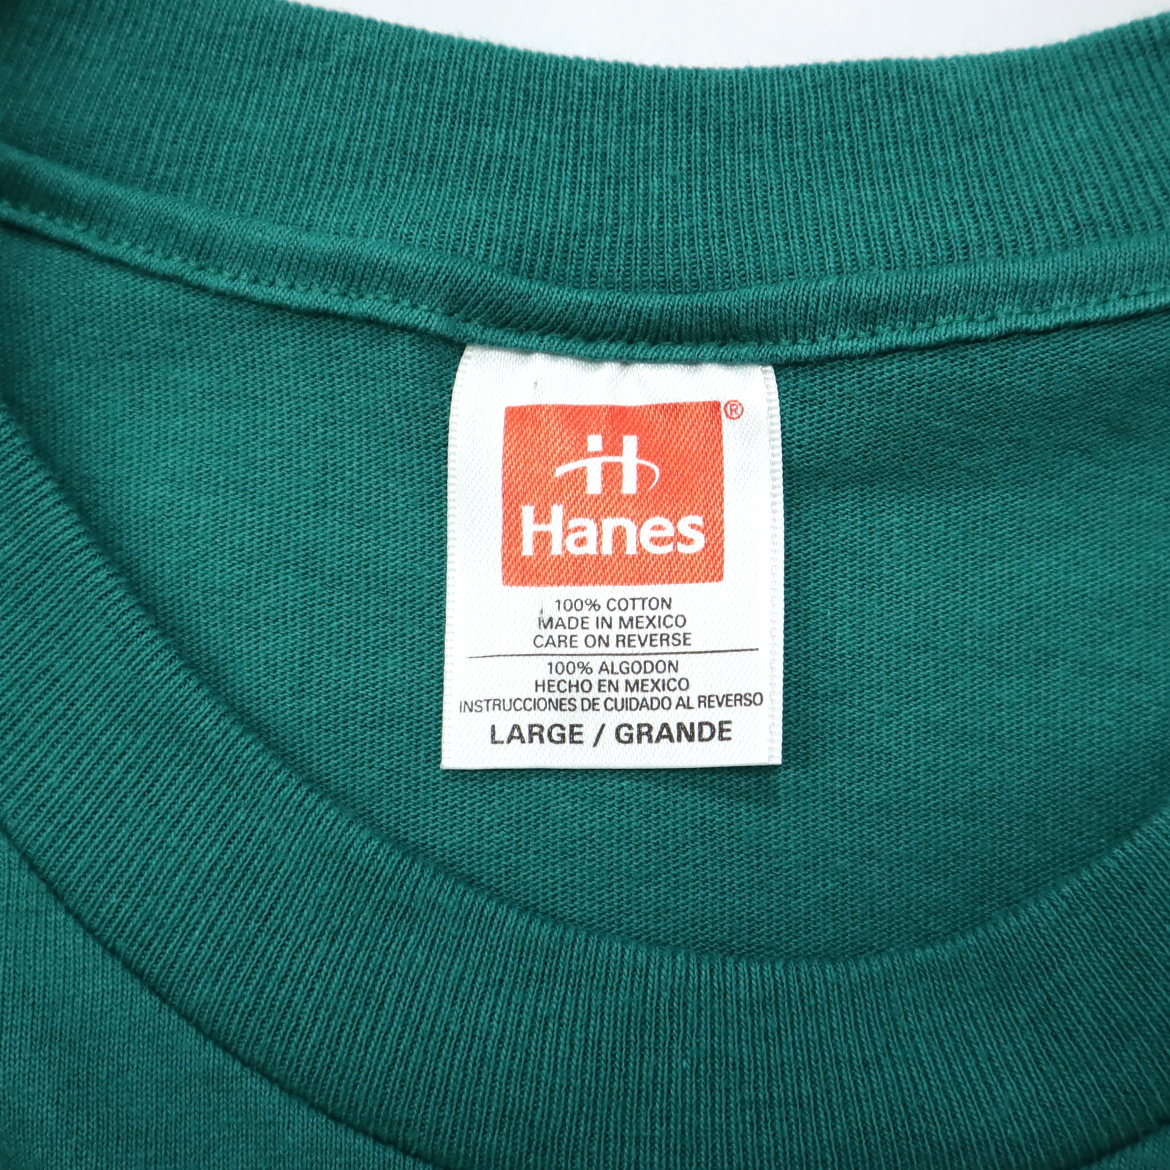 H®
Hanes
100% COTTON
MADE IN MEXICO
CARE ON REVERSE
100% ALGODON
HECHO EN MEXICO
INSTRUCCIONES DE CUIDADO AL REVERSO
LARGE / GRANDE